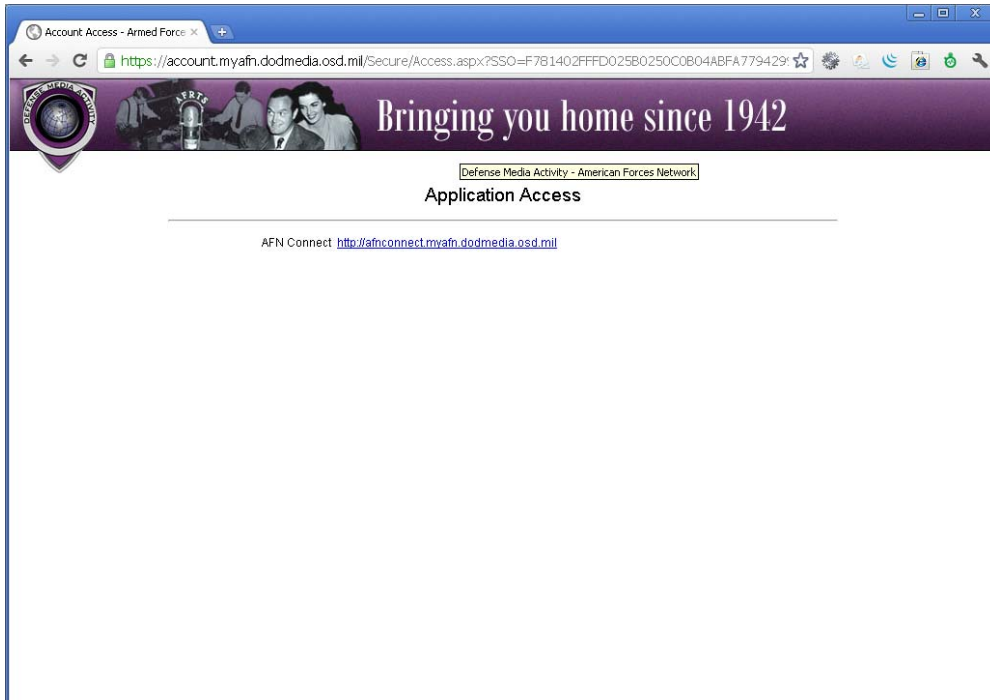 Account Access - Armed Force
https://account.myafn.dodmedia.osd.mil/Secure/Access.aspx?SSO=F781402FFFD025B0250C0B04ABFA779429
DEFENSE MEDIA ACTIVITY
AFRTS
Bringing you home since 1942
Defense Media Activity - American Forces Network
Application Access
AFN Connect http://afnconnect.myafn.dodmedia.osd.mil